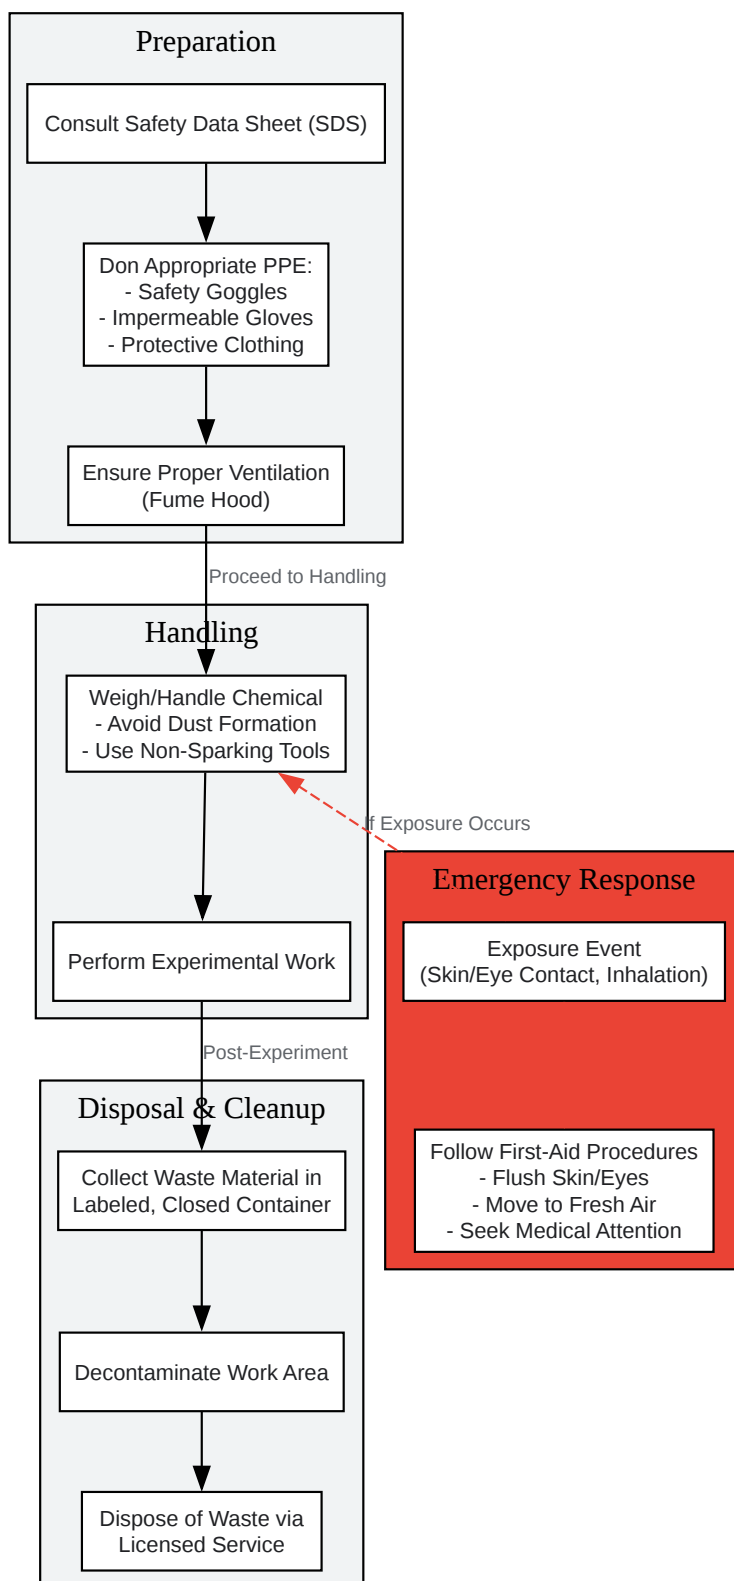 Preparation
Consult Safety Data Sheet (SDS)
Don Appropriate PPE:
- Safety Goggles
- Impermeable Gloves
- Protective Clothing
Ensure Proper Ventilation
(Fume Hood)
Proceed to Handling
Handling
Weigh/Handle Chemical
- Avoid Dust Formation
- Use Non-Sparking Tools
If Exposure Occurs
Emergency Response
Exposure Event
(Skin/Eye Contact, Inhalation)
Perform Experimental Work
Post-Experiment
Disposal & Cleanup
Collect Waste Material in
Labeled, Closed Container
Follow First-Aid Procedures
- Flush Skin/Eyes
- Move to Fresh Air
- Seek Medical Attention
Decontaminate Work Area
Dispose of Waste via
Licensed Service